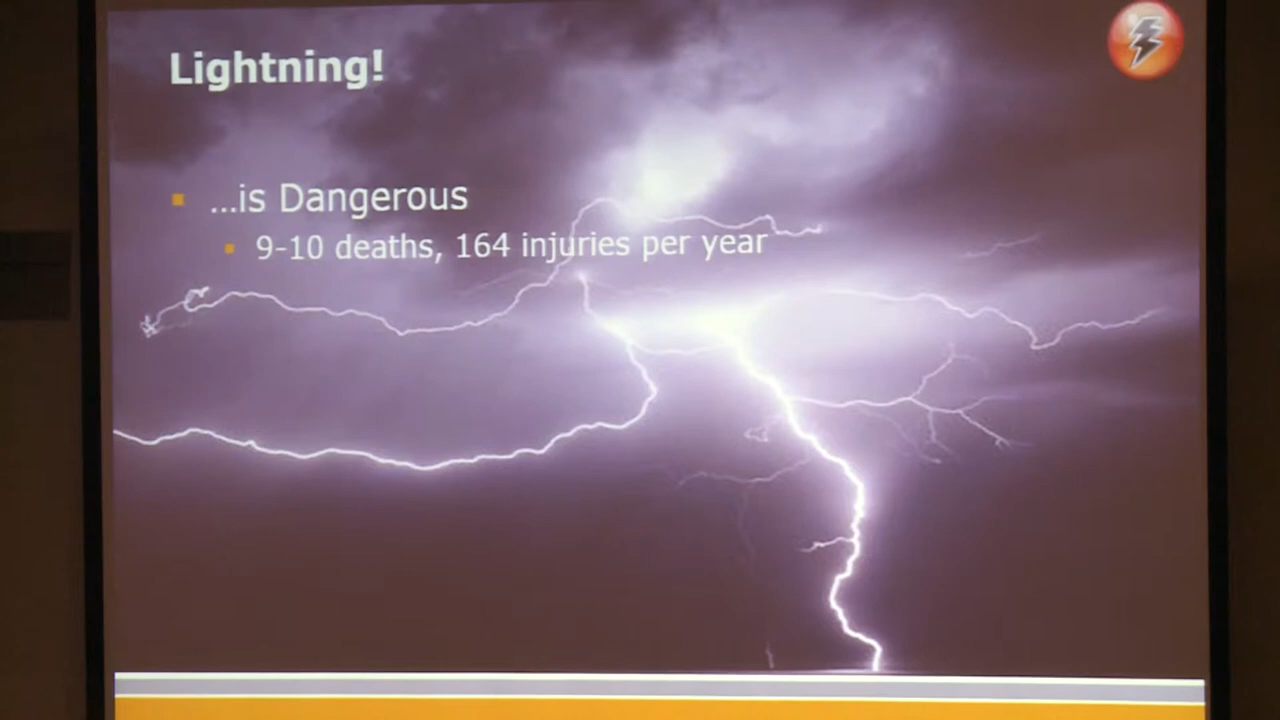 Lightning!
...is Dangerous
9-10 deaths, 164 injuries per year